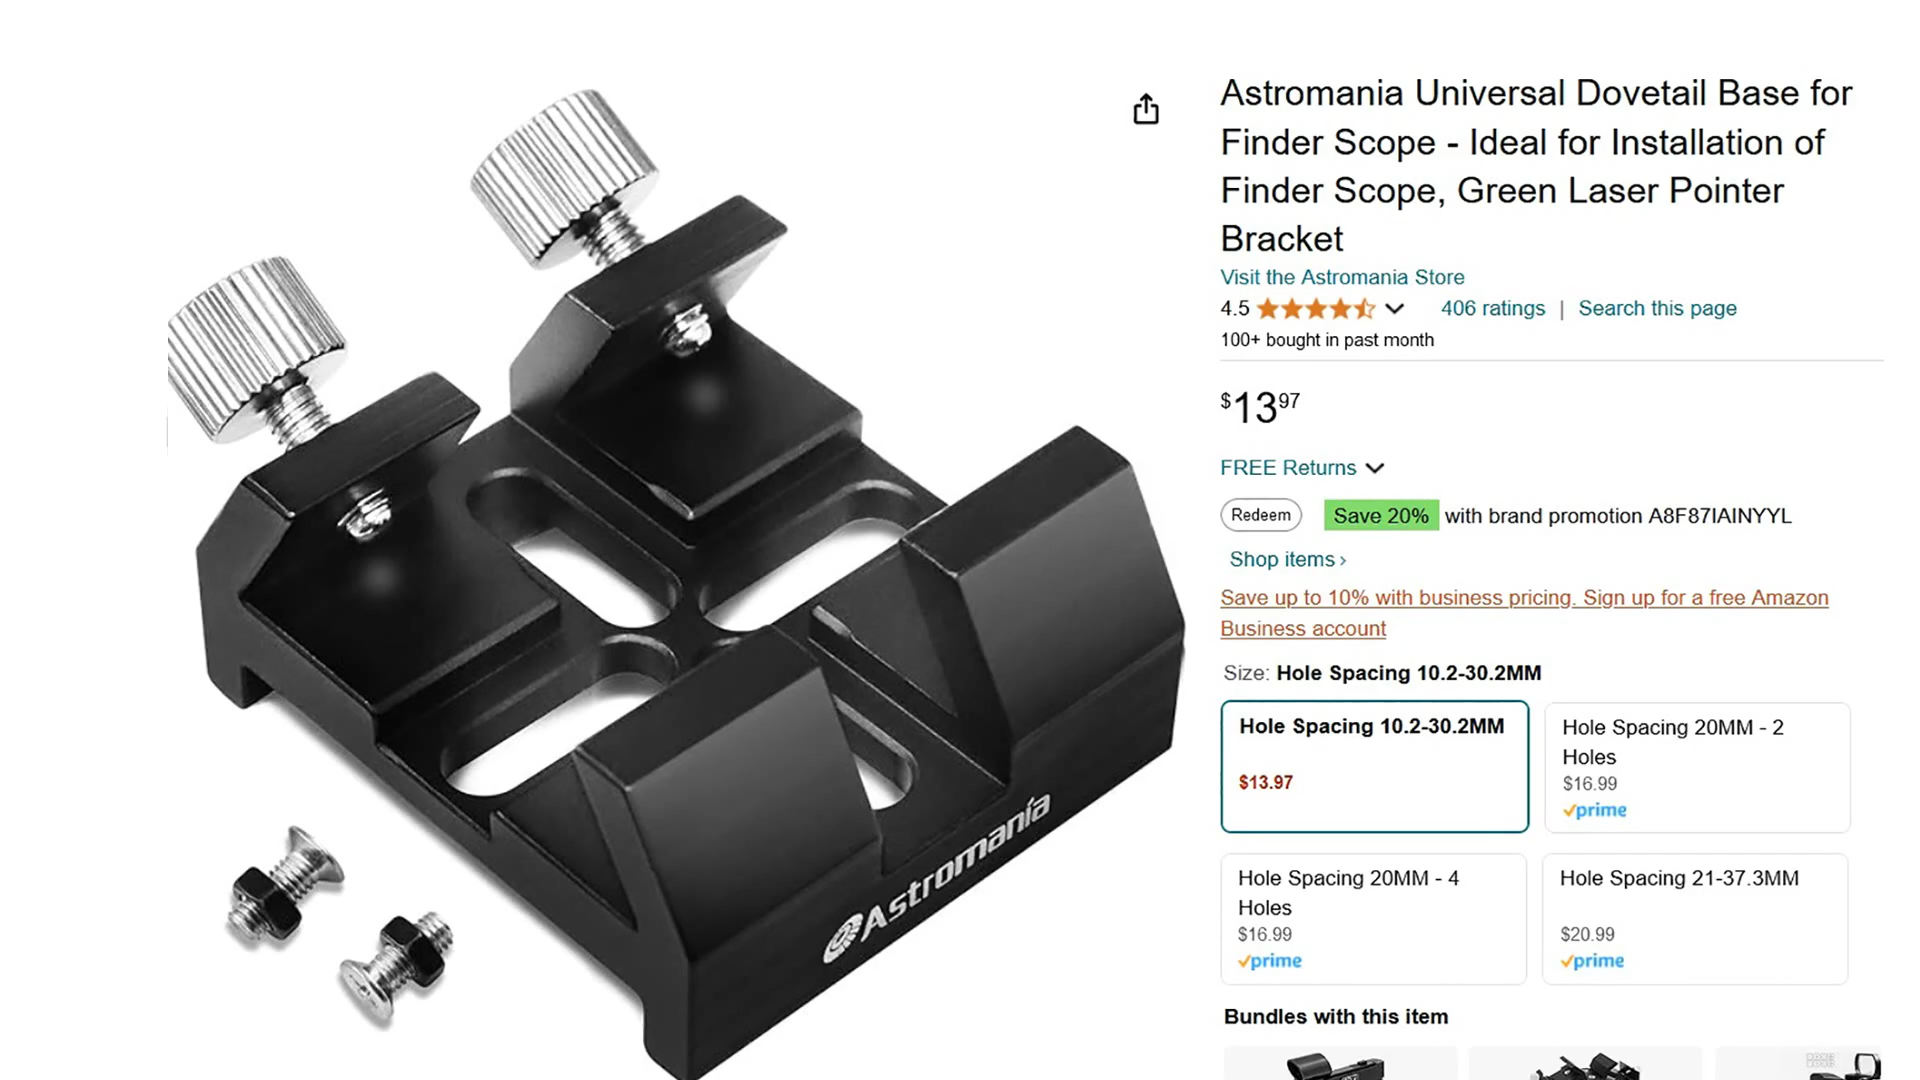 Astromania Universal Dovetail Base for
Finder Scope - Ideal for Installation of
Finder Scope, Green Laser Pointer
Bracket
Visit the Astromania Store
4.5
406 ratings | Search this page
100+ bought in past month
$13.97
FREE Returns
Redeem Save 20% with brand promotion A8F87IAINYYL
Shop items ›
Save up to 10% with business pricing. Sign up for a free Amazon
Business account
Size: Hole Spacing 10.2-30.2MM
Hole Spacing 10.2-30.2MM
$13.97
Hole Spacing 20MM - 2
Holes
$16.99
prime
Hole Spacing 20MM - 4
Holes
$16.99
prime
Hole Spacing 21-37.3MM
$20.99
prime
Bundles with this item
Astromanía